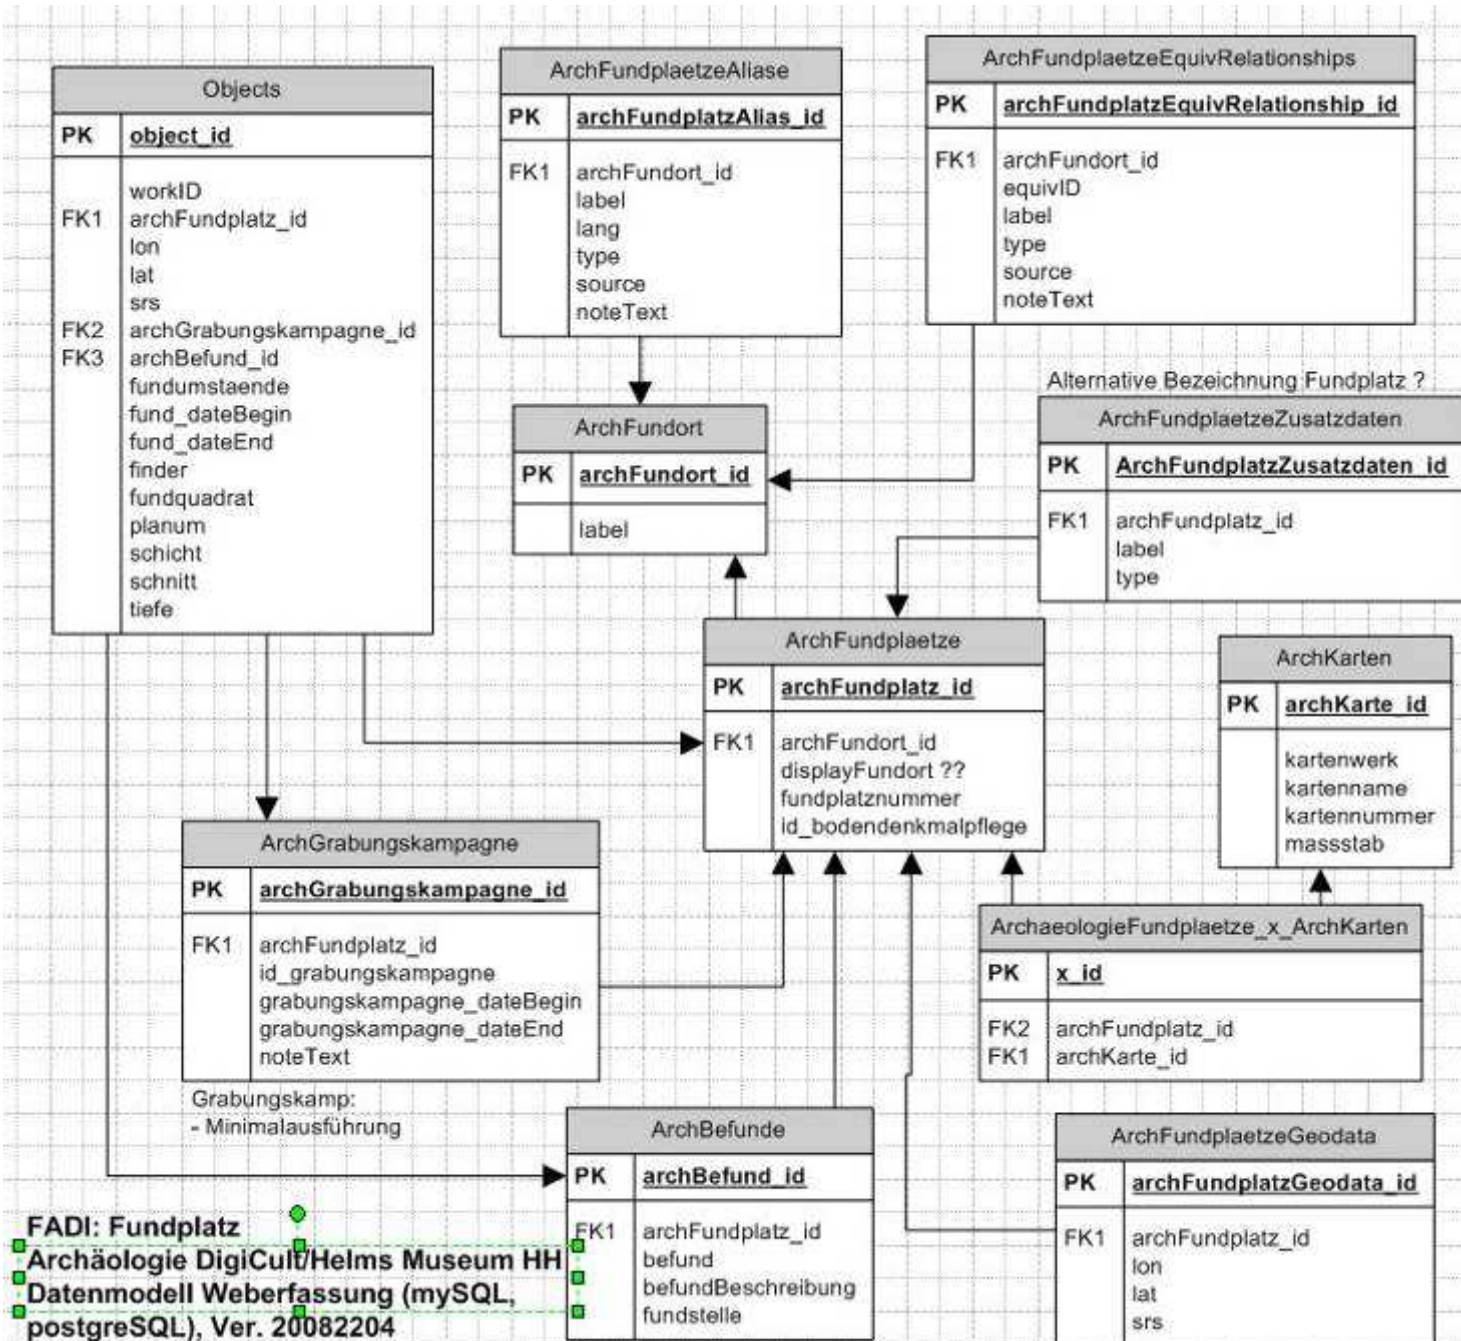 Objects
PK object_id
workID
FK1 archFundplatz_id
lon
lat
srs
FK2 archGrabungskampagne_id
FK3 archBefund_id
fundumstaende
fund_dateBegin
fund_dateEnd
finder
fundquadrat
planum
schicht
schnitt
tiefe
ArchFundplaetzeAliase
PK archFundplatzAlias_id
FK1 archFundort_id
label
lang
type
source
noteText
ArchFundplaetzeEquivRelationships
PK archFundplatzEquivRelationship_id
FK1 archFundort_id
equivID
label
type
source
noteText
ArchFundort
PK archFundort_id
label
Alternative Bezeichnung Fundplatz ?
ArchFundplaetzeZusatzdaten
PK ArchFundplatzZusatzdaten_id
FK1 archFundplatz_id
label
type
ArchFundplaetze
PK archFundplatz_id
FK1 archFundort_id
displayFundort ??
fundplatznummer
id_bodendenkmalpflege
ArchKarten
PK archKarte_id
kartenwerk
kartenname
kartennummer
massstab
ArchGrabungskampagne
PK archGrabungskampagne_id
FK1 archFundplatz_id
id_grabungskampagne
grabungskampagne_dateBegin
grabungskampagne_dateEnd
noteText
Grabungskamp:
- Minimalausführung
ArchaeologieFundplaetze_x_ArchKarten
PK x_id
FK2 archFundplatz_id
FK1 archKarte_id
ArchBefunde
PK archBefund_id
FK1 archFundplatz_id
befund
befundBeschreibung
fundstelle
ArchFundplaetzeGeodata
PK archFundplatzGeodata_id
FK1 archFundplatz_id
lon
lat
srs
FADI: Fundplatz
Archäologie DigiCult/Helms Museum HH
Datenmodell Weberfassung (mySQL,
postgreSQL), Ver. 20082204